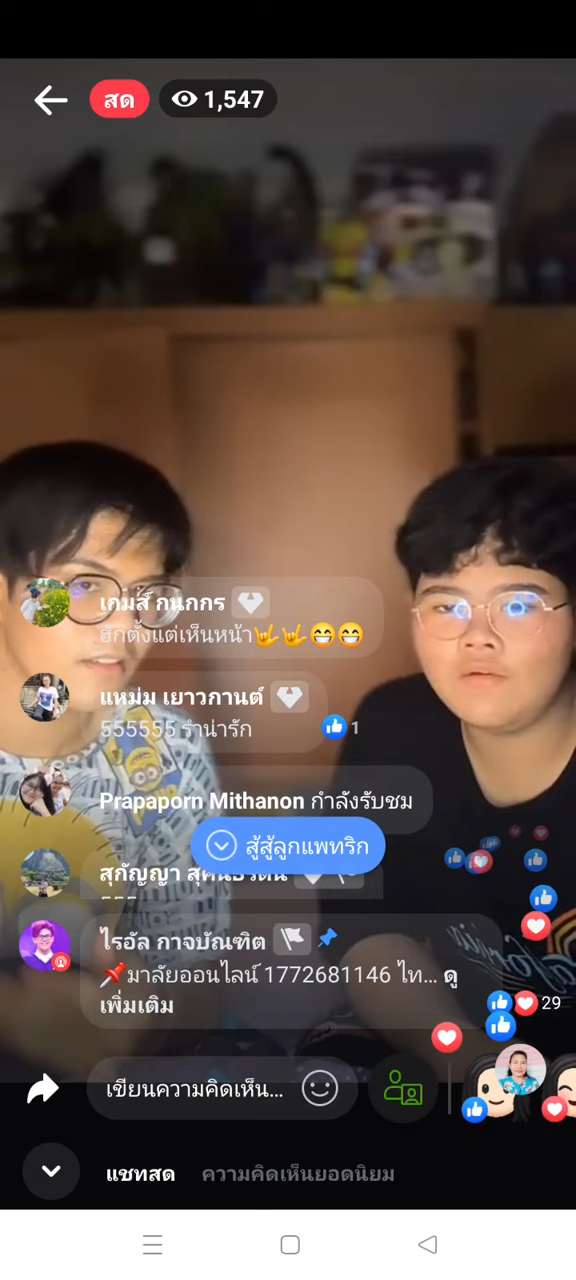 สด
1,547
เกมส์ กนกกร
ฮักตั้งแต่เห็นหน้า🤟🤟😁😁
แหม่ม เยาวกานต์
555555 รำน่ารัก
1
Prapaporn Mithanon กำลังรับชม
สู้สู้ลูกแพทริก
สุกัญญา
555
ไรอัล กาจบัณฑิต
📌มาลัยออนไลน์ 1772681146 ไท... ดู
เพิ่มเติม
29
เขียนความคิดเห็น...
แชทสด
ความคิดเห็นยอดนิยม